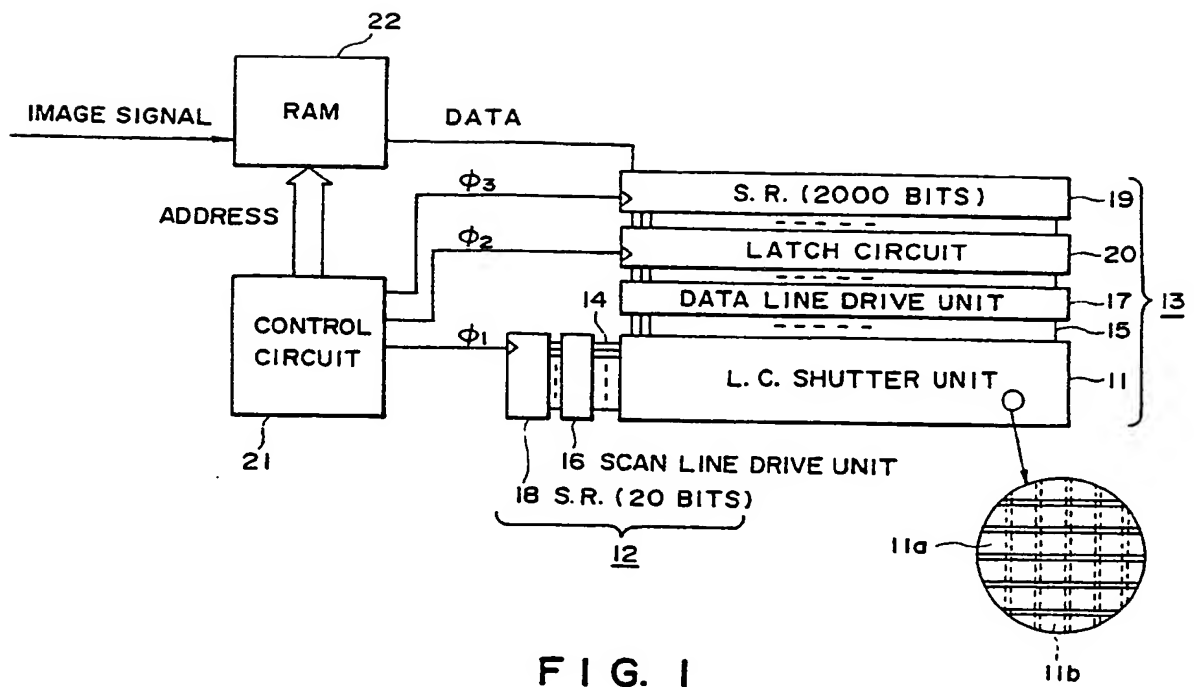 22
RAM
IMAGE SIGNAL
DATA
ADDRESS
ϕ3
ϕ2
ϕ1
CONTROL
CIRCUIT
21
S.R. (2000 BITS)
19
LATCH CIRCUIT
20
DATA LINE DRIVE UNIT
17
13
14
15
L.C. SHUTTER UNIT
11
16 SCAN LINE DRIVE UNIT
18 S.R. (20 BITS)
12
11a
11b
FIG. 1